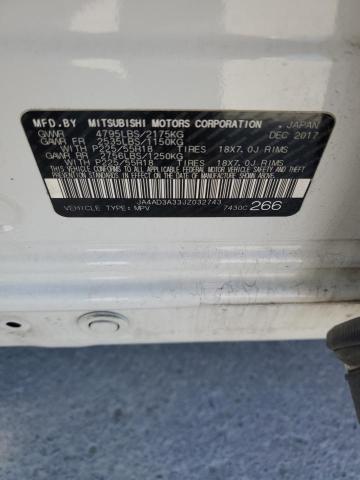 MFD.BY MITSUBISHI MOTORS CORPORATION , JAPAN
GVWR 4795LBS/2175KG DEC 2017
GAWR FR 2535LBS/1150KG
W P225/55R18 TIRES 18X7.0J RIMS
GAWR RR 2756LBS/1250KG
W P225/55R18 TIRES 18X7.0J RIMS
THIS VEHICLE CONFORMS TO ALL APPLICABLE FEDERAL MOTOR VEHICLE SAFETY AND THEFT PREVENTION STANDARDS IN EFFECT ON THE DATE OF MANUFACTURE SHOWN ABOVE.
JA4AD3A33JZ032743
VEHICLE TYPE: MPV 7430C 266